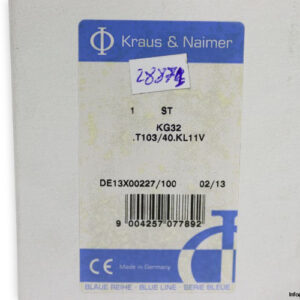 Kraus & Naimer
28371
1 ST
KG32
.T103/40.KL11V
DE13X00227/100 02/13
9 004257 077892
CE Made in Germany
BLAUE REIHE · BLUE LINE · SERIE BLEUE